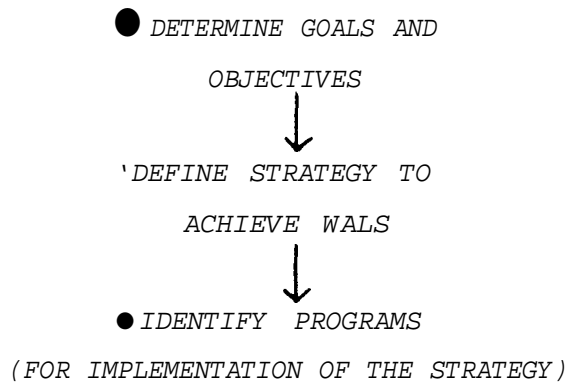 ● DETERMINE GOALS AND
OBJECTIVES
‘DEFINE STRATEGY TO
ACHIEVE WALS
● IDENTIFY PROGRAMS
(FOR IMPLEMENTATION OF THE STRATEGY)